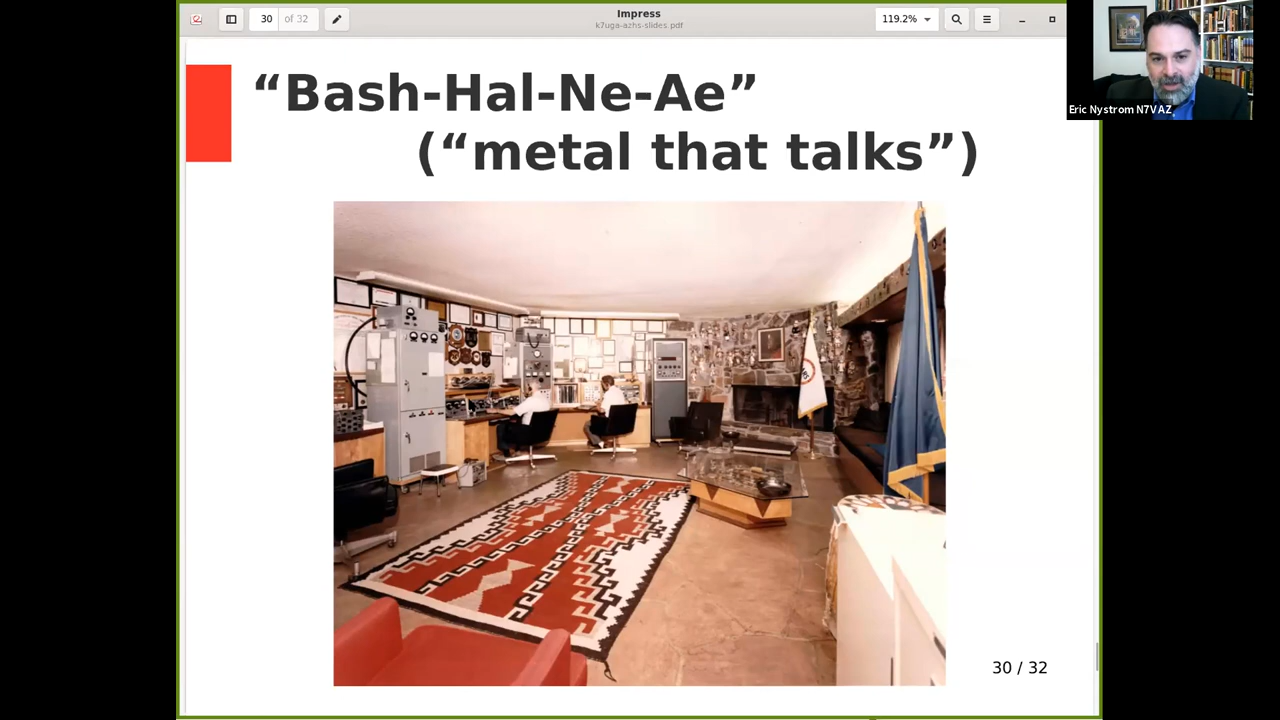 30 of 32
Impress
k7uga-azhs-slides.pdf
119.2%
Eric Nystrom N7VAZ
“Bash-Hal-Ne-Ae”
(“metal that talks”)
30 / 32